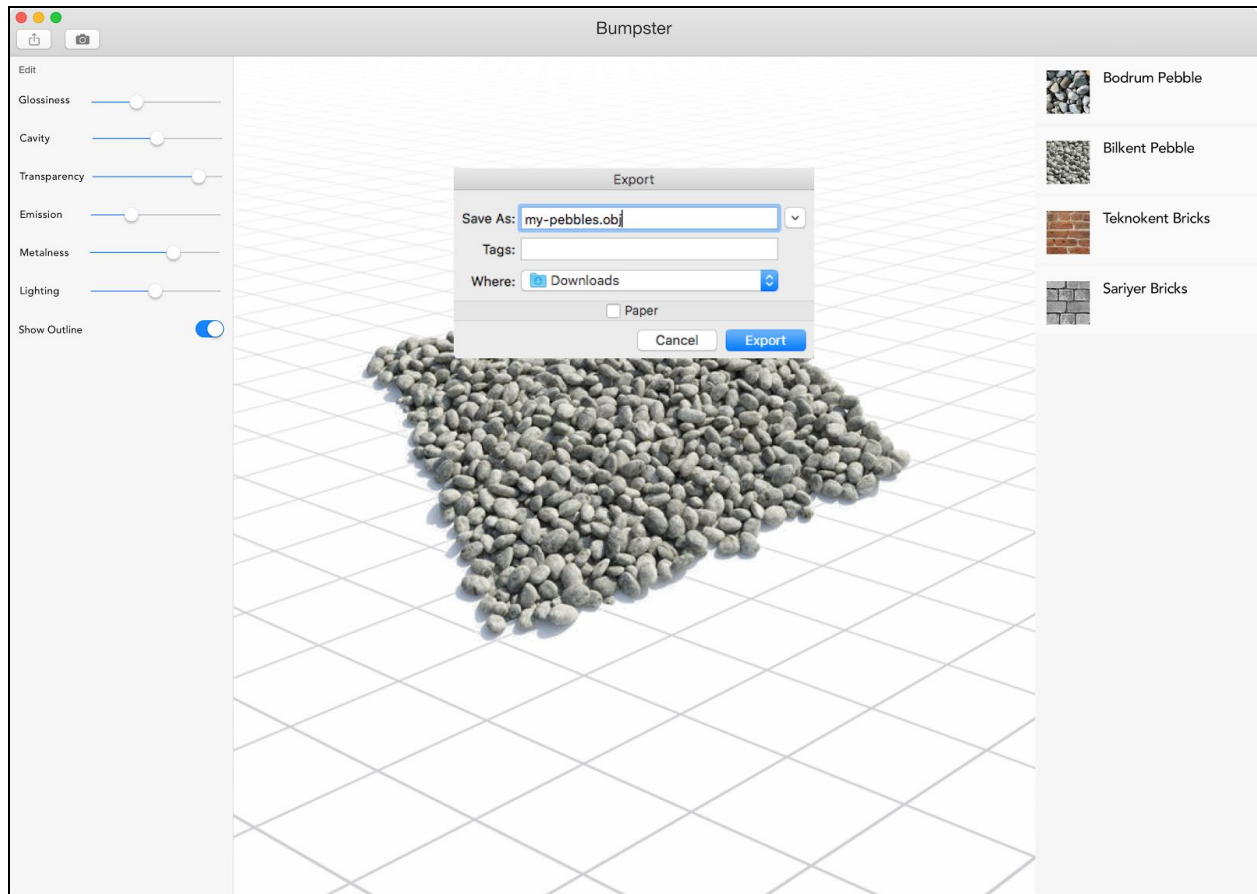 Bumpster
Edit
Glossiness
Cavity
Transparency
Emission
Metalness
Lighting
Show Outline
Export
Save As: my-pebbles.obj
Tags:
Where: Downloads
Paper
Cancel Export
Bodrum Pebble
Bilkent Pebble
Teknokent Bricks
Sariyer Bricks